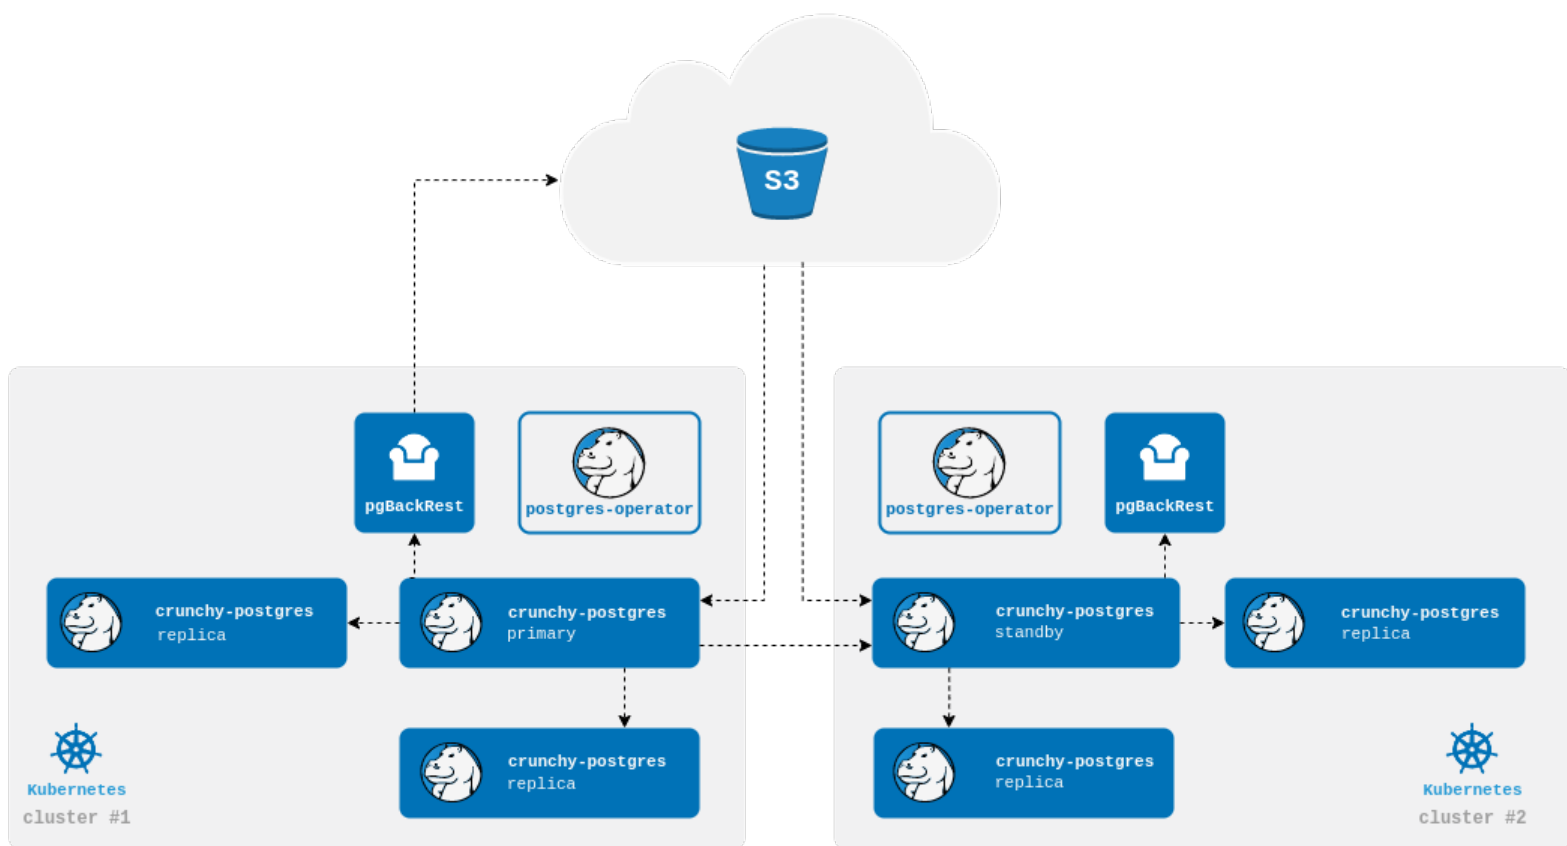 S3
pgBackRest
postgres-operator
crunchy-postgres
replica
crunchy-postgres
primary
crunchy-postgres
replica
Kubernetes
cluster #1
postgres-operator
pgBackRest
crunchy-postgres
standby
crunchy-postgres
replica
crunchy-postgres
replica
Kubernetes
cluster #2